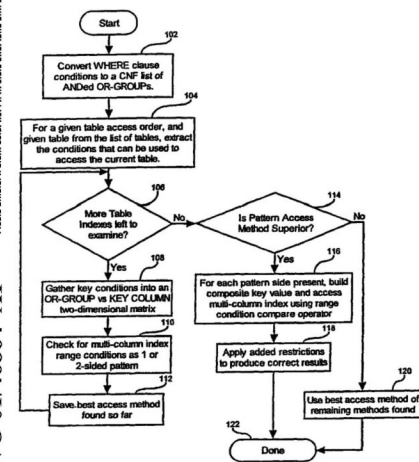 Start
102
Convert WHERE clause
conditions to a CNF list of
ANDed OR-GROUPs.
104
For a given table access order, and
given table from the list of tables, extract
the conditions that can be used to
access the current table.
106
More Table
Indexes left to
examine?
No
114
Is Pattern Access
Method Superior?
No
Yes
108
Gather key conditions into an
OR-GROUP vs KEY COLUMN
two-dimensional matrix
110
Check for multi-column index
range conditions as 1 or
2-sided pattern
112
Save best access method
found so far
Yes
116
For each pattern side present, build
composite key value and access
multi-column index using range
condition compare operator
118
Apply added restrictions
to produce correct results
120
Use best access method of
remaining methods found
122
Done